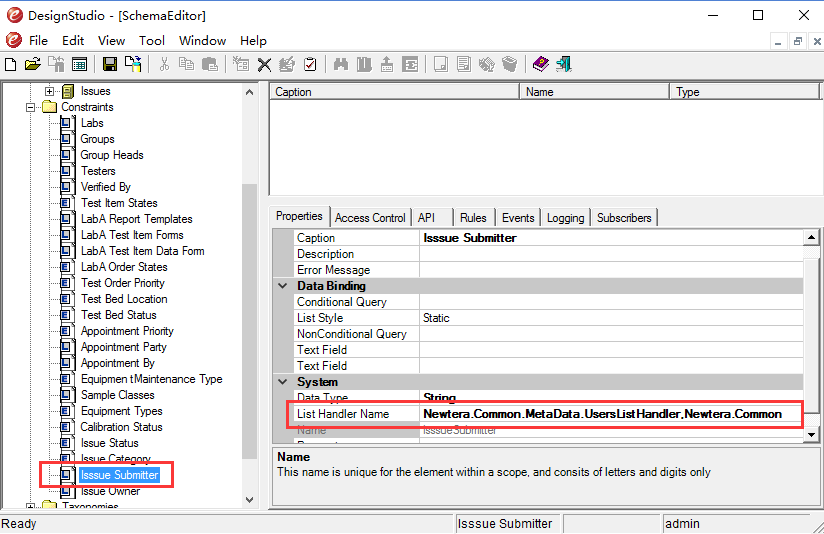 DesignStudio - [SchemaEditor]
File Edit View Tool Window Help
Issues
Constraints
Labs
Groups
Group Heads
Testers
Verified By
Test Item States
LabA Report Templates
LabA Test Item Forms
LabA Test Item Data Form
LabA Order States
Test Order Priority
Test Bed Location
Test Bed Status
Appointment Priority
Appointment Party
Appointment By
Equipmen tMaintenance Type
Sample Classes
Equipment Types
Calibration Status
Issue Status
Issue Category
Isssue Submitter
Issue Owner
Taxonomies
Caption Name Type
Properties Access Control API Rules Events Logging Subscribers
Caption Isssue Submitter
Description
Error Message
Data Binding
Conditional Query
List Style Static
NonConditional Query
Text Field
Text Field
System
Data Type String
List Handler Name Newtera.Common.MetaData.UsersListHandler,Newtera.Common
Name IsssueSubmitter
Name
This name is unique for the element within a scope, and consits of letters and digits only
Ready Isssue Submitter admin